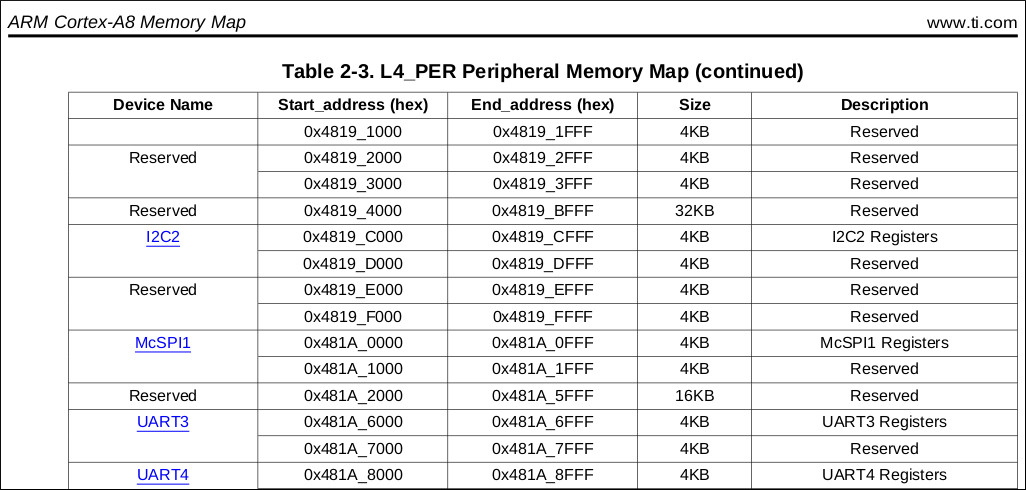 ARM Cortex-A8 Memory Map www.ti.com
Table 2-3. L4_PER Peripheral Memory Map (continued)
Device Name Start_address (hex) End_address (hex) Size Description
0x4819_1000 0x4819_1FFF 4KB Reserved
Reserved 0x4819_2000 0x4819_2FFF 4KB Reserved
0x4819_3000 0x4819_3FFF 4KB Reserved
Reserved 0x4819_4000 0x4819_BFFF 32KB Reserved
I2C2 0x4819_C000 0x4819_CFFF 4KB I2C2 Registers
0x4819_D000 0x4819_DFFF 4KB Reserved
Reserved 0x4819_E000 0x4819_EFFF 4KB Reserved
0x4819_F000 0x4819_FFFF 4KB Reserved
McSPI1 0x481A_0000 0x481A_0FFF 4KB McSPI1 Registers
0x481A_1000 0x481A_1FFF 4KB Reserved
Reserved 0x481A_2000 0x481A_5FFF 16KB Reserved
UART3 0x481A_6000 0x481A_6FFF 4KB UART3 Registers
0x481A_7000 0x481A_7FFF 4KB Reserved
UART4 0x481A_8000 0x481A_8FFF 4KB UART4 Registers